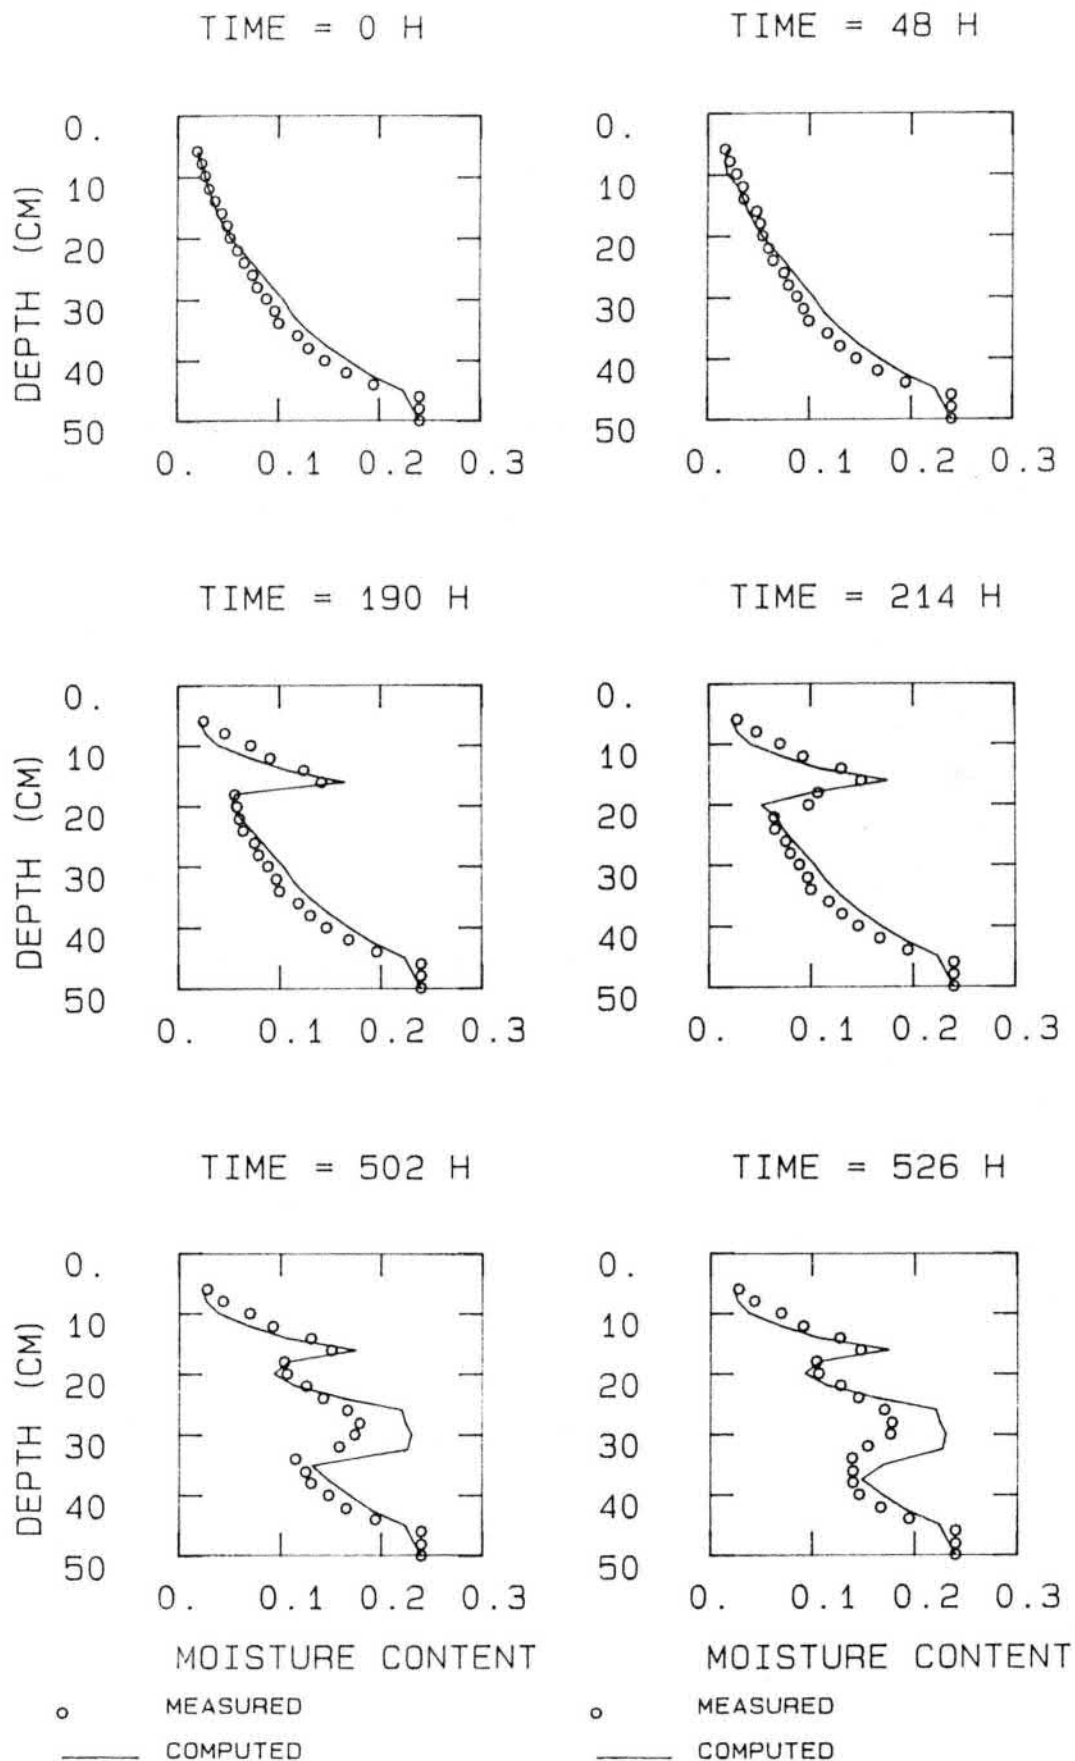 TIME = 0 H
TIME = 48 H
DEPTH (CM)
0.
10
20
30
40
50
0. 0.1 0.2 0.3
0.
10
20
30
40
50
0. 0.1 0.2 0.3
TIME = 190 H
TIME = 214 H
DEPTH (CM)
0.
10
20
30
40
50
0. 0.1 0.2 0.3
0.
10
20
30
40
50
0. 0.1 0.2 0.3
TIME = 502 H
TIME = 526 H
DEPTH (CM)
0.
10
20
30
40
50
0. 0.1 0.2 0.3
MOISTURE CONTENT
MEASURED
COMPUTED
0.
10
20
30
40
50
0. 0.1 0.2 0.3
MOISTURE CONTENT
MEASURED
COMPUTED